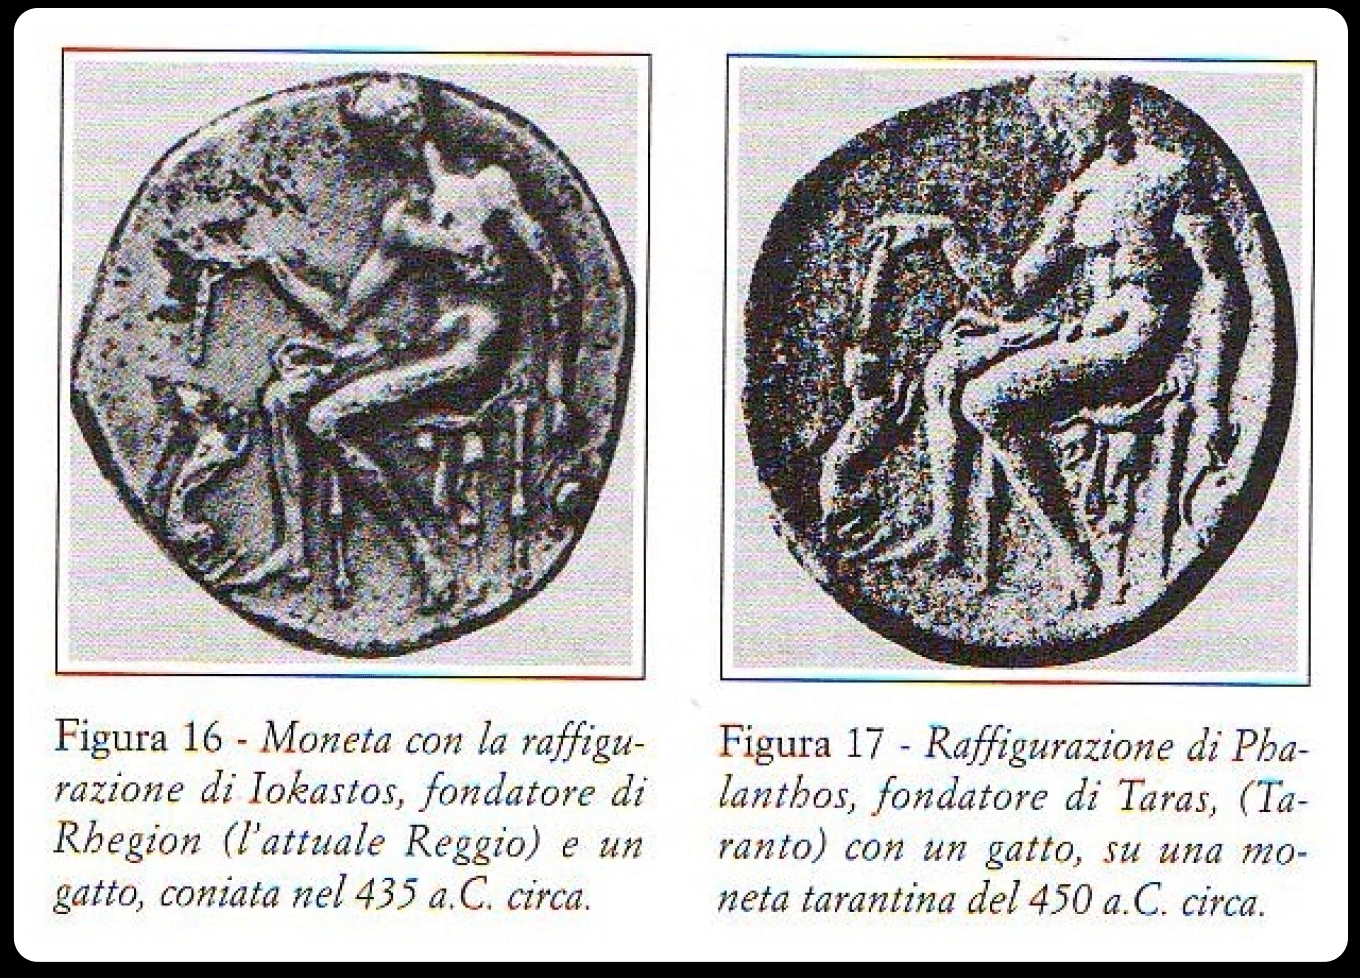 Figura 16 - Moneta con la raffigu-
razione di Iokastos, fondatore di
Rhegion (l'attuale Reggio) e un
gatto, coniata nel 435 a.C. circa.
Figura 17 - Raffigurazione di Pha-
lanthos, fondatore di Taras, (Ta-
ranto) con un gatto, su una mo-
neta tarantina del 450 a.C. circa.